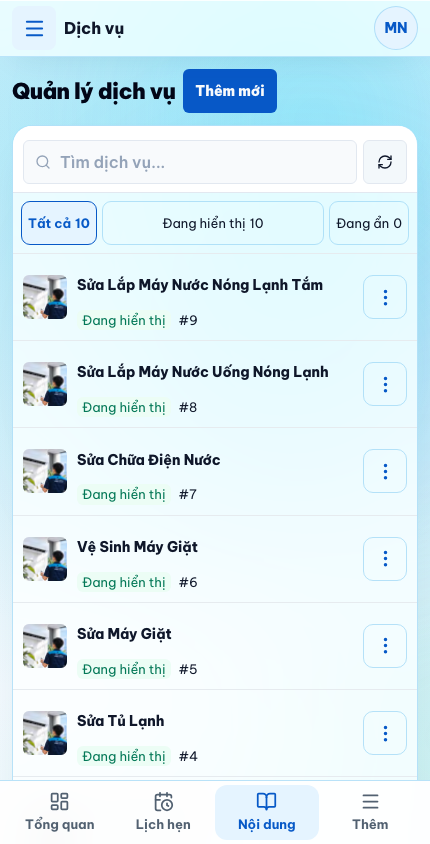 Dịch vụ
MN
Quản lý dịch vụ
Thêm mới
Tìm dịch vụ...
Tất cả 10
Đang hiển thị 10
Đang ẩn 0
Sửa Lắp Máy Nước Nóng Lạnh Tắm
Đang hiển thị #9
Sửa Lắp Máy Nước Uống Nóng Lạnh
Đang hiển thị #8
Sửa Chữa Điện Nước
Đang hiển thị #7
Vệ Sinh Máy Giặt
Đang hiển thị #6
Sửa Máy Giặt
Đang hiển thị #5
Sửa Tủ Lạnh
Đang hiển thị #4
Tổng quan
Lịch hẹn
Nội dung
Thêm